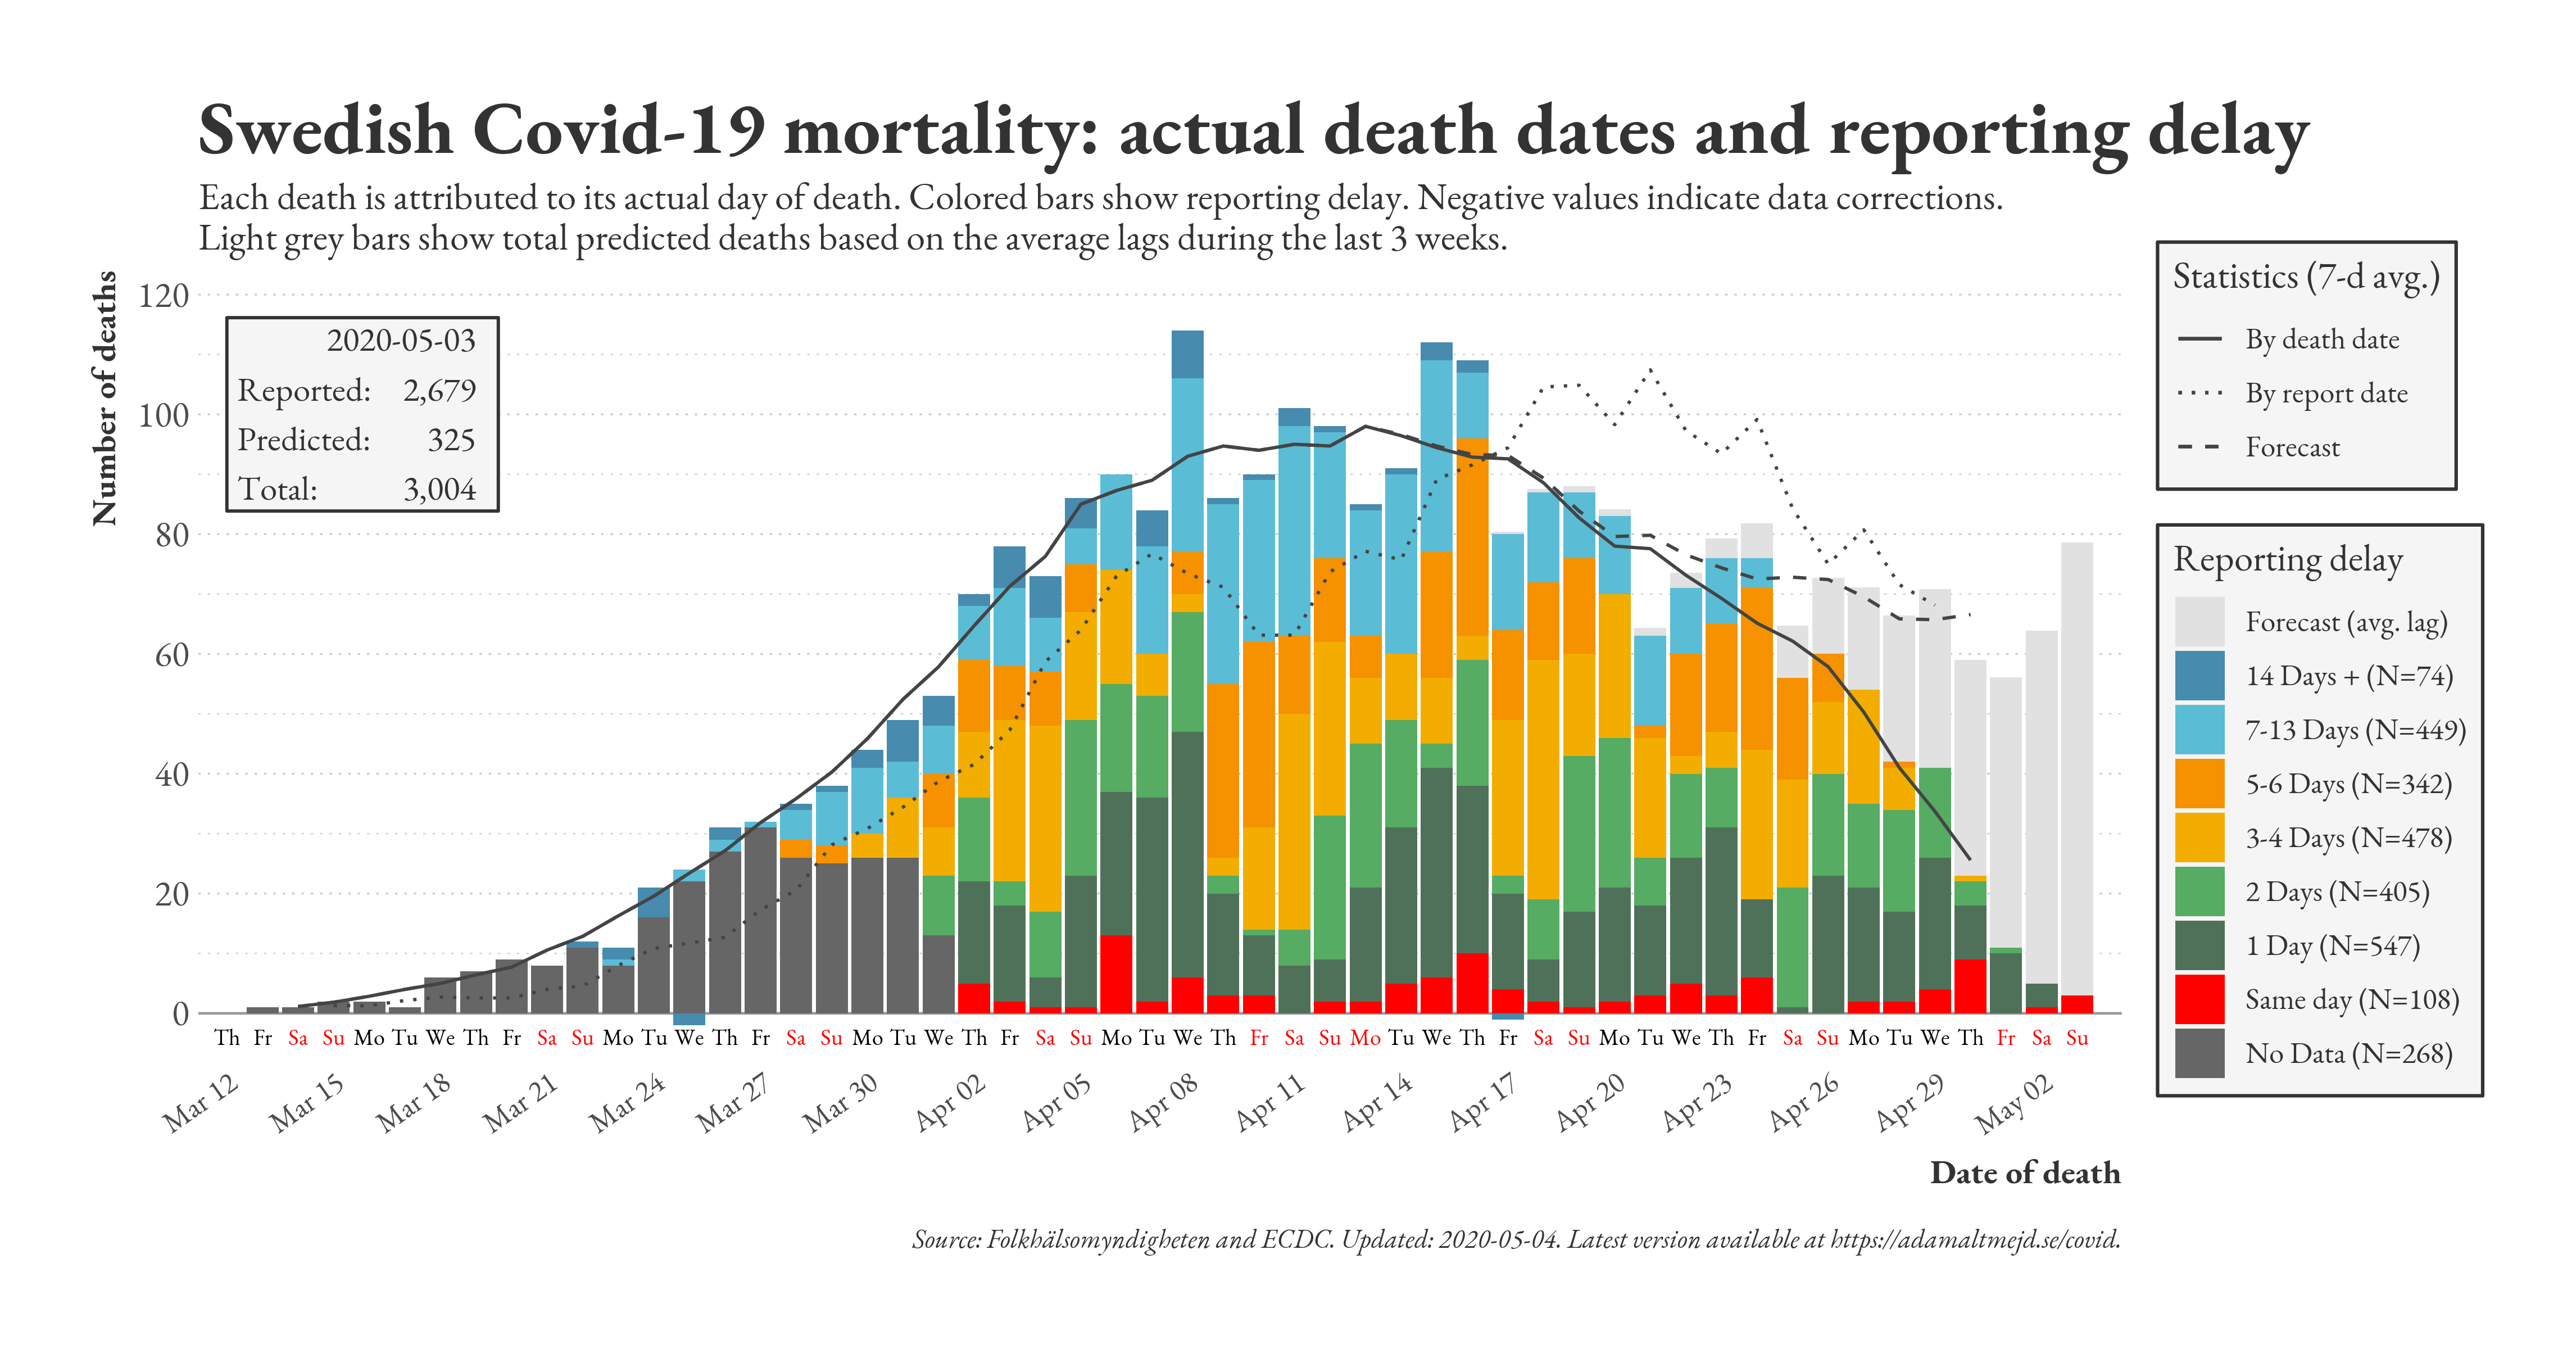 Swedish Covid-19 mortality: actual death dates and reporting delay
Each death is attributed to its actual day of death. Colored bars show reporting delay. Negative values indicate data corrections.
Light grey bars show total predicted deaths based on the average lags during the last 3 weeks.
Number of deaths
120
100
80
60
40
20
0
2020-05-03
Reported: 2,679
Predicted: 325
Total: 3,004
Th Fr Sa Su Mo Tu We Th Fr Sa Su Mo Tu We Th Fr Sa Su Mo Tu We Th Fr Sa Su Mo Tu We Th Fr Sa Su Mo Tu We Th Fr Sa Su Mo Tu We Th Fr Sa Su Mo Tu We Th Fr Sa Su
Mar 12 Mar 15 Mar 18 Mar 21 Mar 24 Mar 27 Mar 30 Apr 02 Apr 05 Apr 08 Apr 11 Apr 14 Apr 17 Apr 20 Apr 23 Apr 26 Apr 29 May 02
Date of death
Statistics (7-d avg.)
By death date
By report date
Forecast
Reporting delay
Forecast (avg. lag)
14 Days + (N=74)
7-13 Days (N=449)
5-6 Days (N=342)
3-4 Days (N=478)
2 Days (N=405)
1 Day (N=547)
Same day (N=108)
No Data (N=268)
Source: Folkhälsomyndigheten and ECDC. Updated: 2020-05-04. Latest version available at https://adamaltmejd.se/covid.